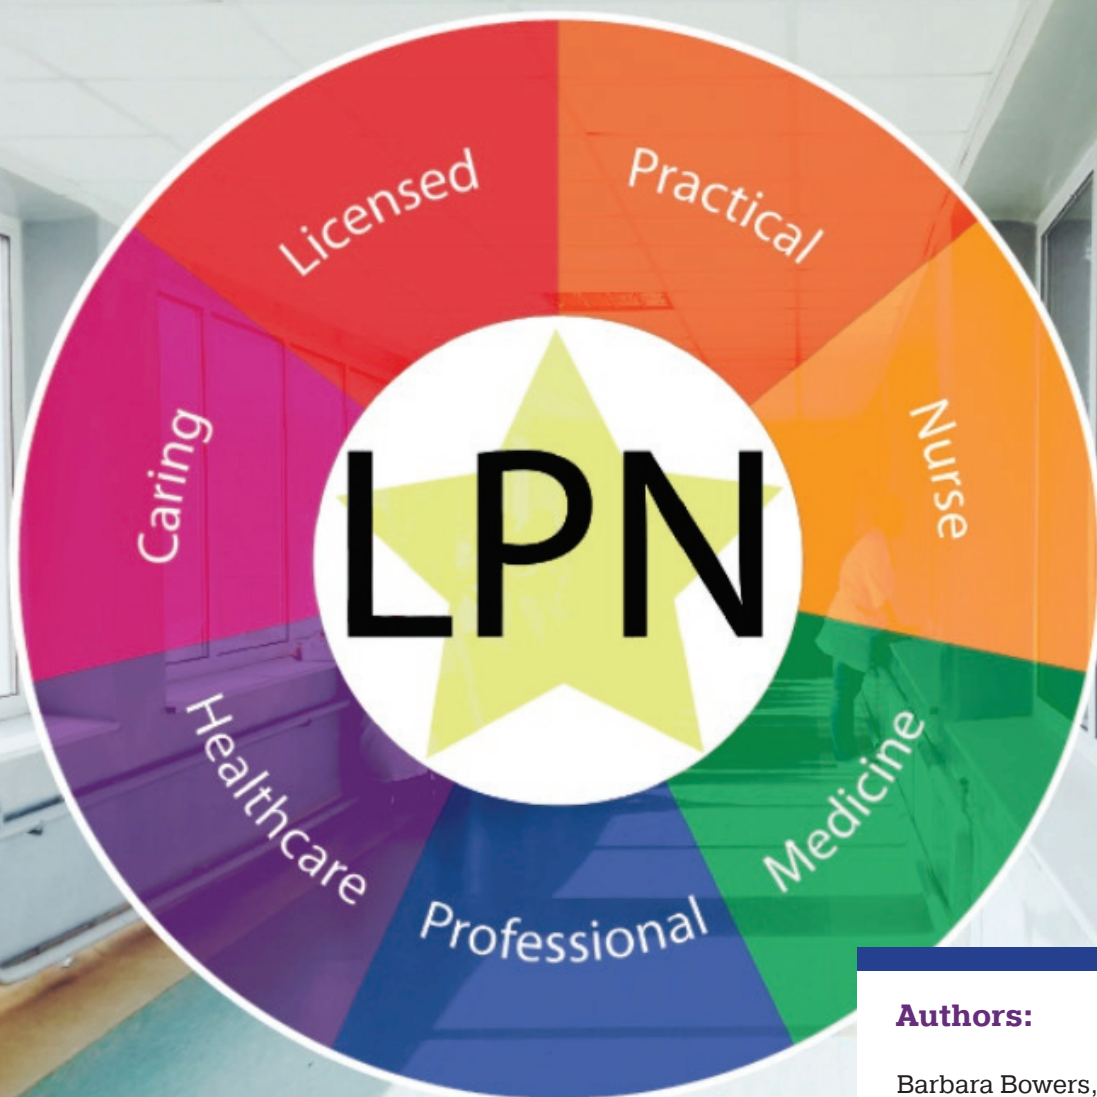 Licensed
Practical
Nurse
Medicine
Professional
Healthcare
Caring
LPN
Authors:
Barbara Bowers,